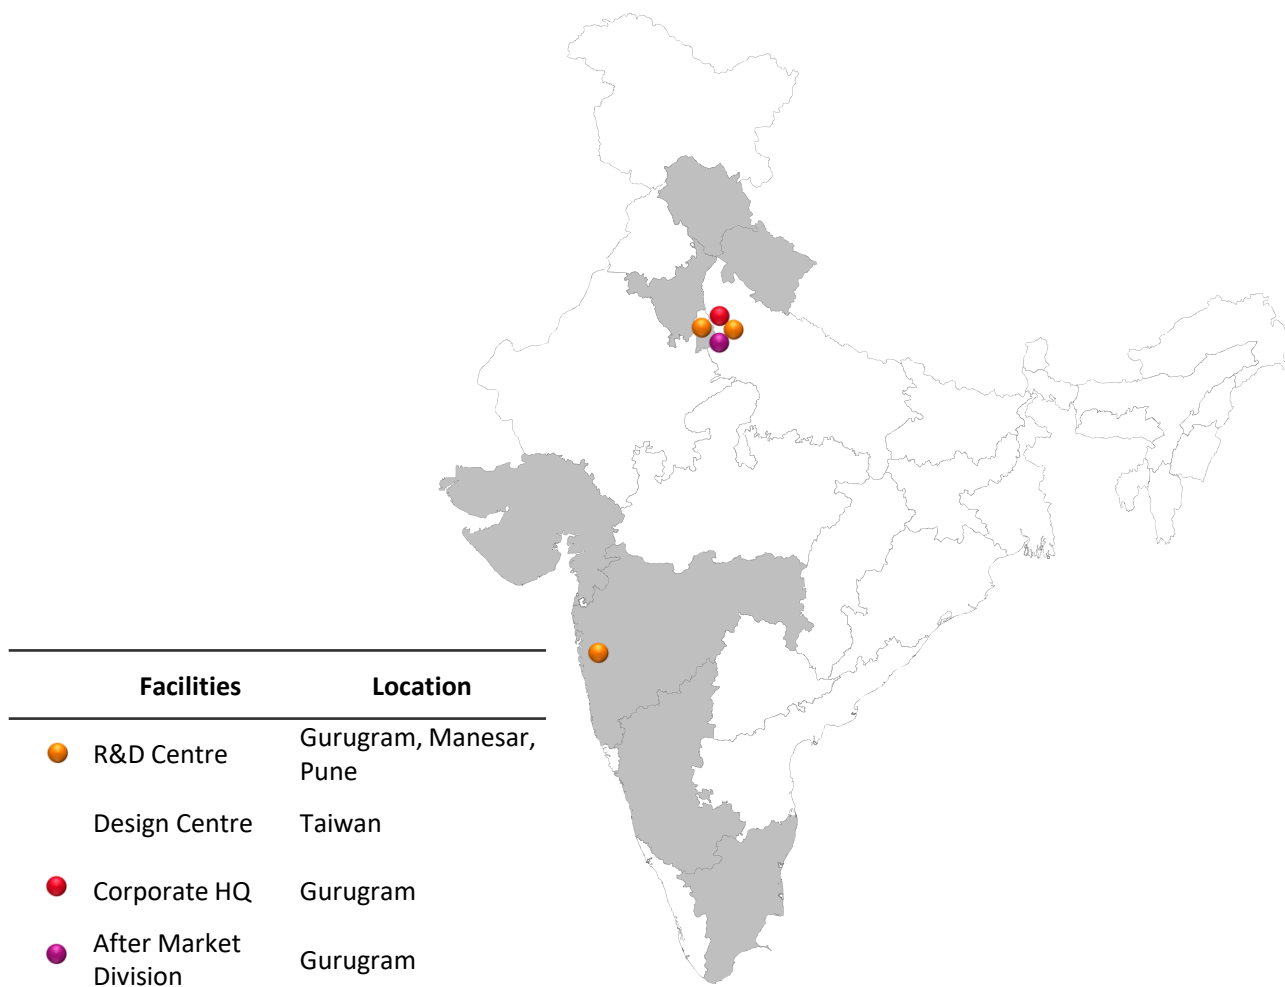 Facilities Location
R&D Centre Gurugram, Manesar,
Pune
Design Centre Taiwan
Corporate HQ Gurugram
After Market
Division Gurugram